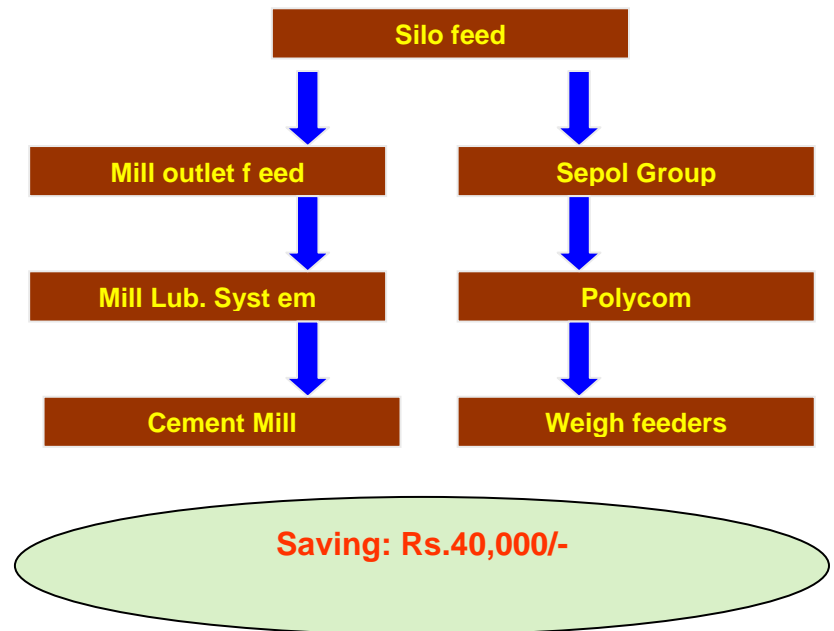 Silo feed
Mill outlet f eed
Sepol Group
Mill Lub. Syst em
Polycom
Cement Mill
Weigh feeders
Saving: Rs.40,000/-